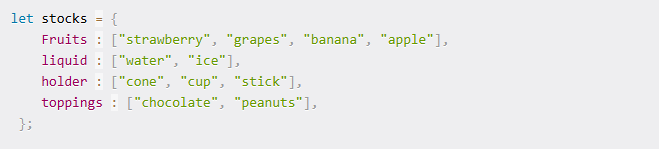 let stocks = {
    Fruits : ["strawberry", "grapes", "banana", "apple"],
    liquid : ["water", "ice"],
    holder : ["cone", "cup", "stick"],
    toppings : ["chocolate", "peanuts"],
 };